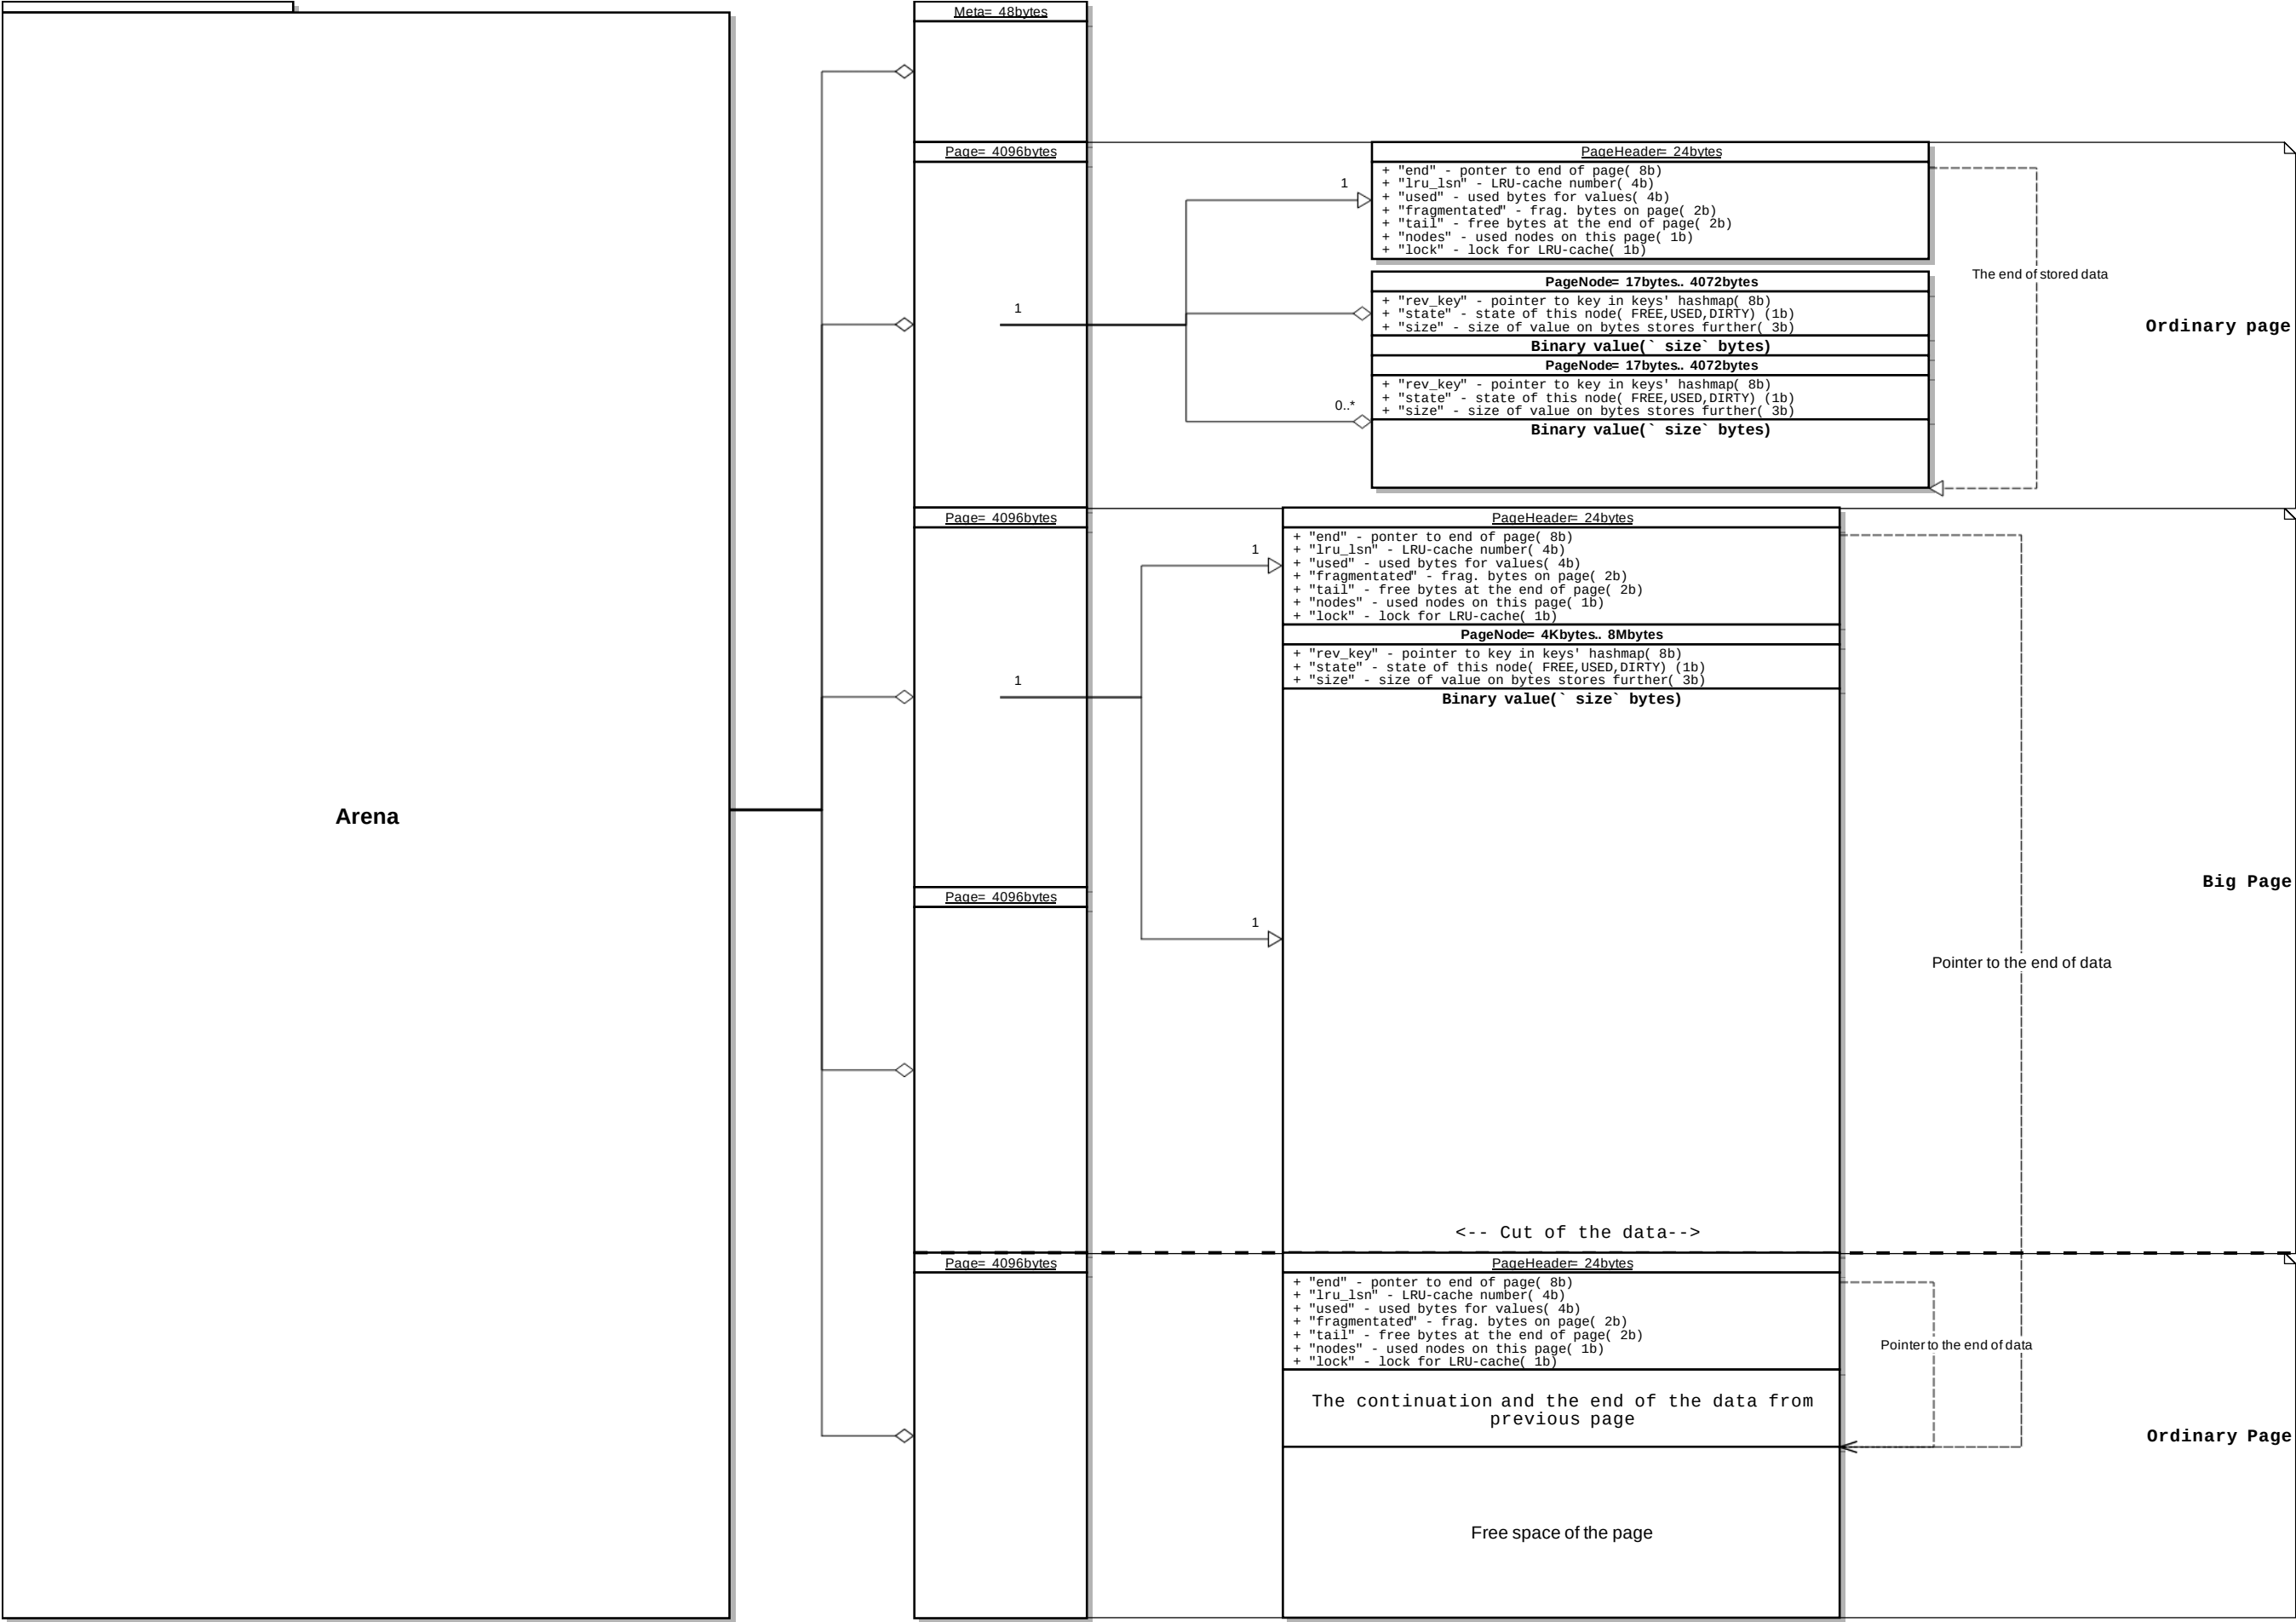 Meta= 48bytes
Page= 4096bytes
PageHeader= 24bytes
+ "end" - ponter to end of page( 8b)
+ "lru_lsn" - LRU-cache number( 4b)
+ "used" - used bytes for values( 4b)
+ "fragmentated" - frag. bytes on page( 2b)
+ "tail" - free bytes at the end of page( 2b)
+ "nodes" - used nodes on this page( 1b)
+ "lock" - lock for LRU-cache( 1b)
1
1
The end of stored data
PageNode= 17bytes.. 4072bytes
+ "rev_key" - pointer to key in keys' hashmap( 8b)
+ "state" - state of this node( FREE,USED,DIRTY) (1b)
+ "size" - size of value on bytes stores further( 3b)
Binary value(` size` bytes)
Ordinary page
PageNode= 17bytes.. 4072bytes
+ "rev_key" - pointer to key in keys' hashmap( 8b)
+ "state" - state of this node( FREE,USED,DIRTY) (1b)
+ "size" - size of value on bytes stores further( 3b)
0..*
Binary value(` size` bytes)
Page= 4096bytes
PageHeader= 24bytes
+ "end" - ponter to end of page( 8b)
+ "lru_lsn" - LRU-cache number( 4b)
+ "used" - used bytes for values( 4b)
+ "fragmentated" - frag. bytes on page( 2b)
+ "tail" - free bytes at the end of page( 2b)
+ "nodes" - used nodes on this page( 1b)
+ "lock" - lock for LRU-cache( 1b)
1
PageNode= 4Kbytes.. 8Mbytes
+ "rev_key" - pointer to key in keys' hashmap( 8b)
+ "state" - state of this node( FREE,USED,DIRTY) (1b)
+ "size" - size of value on bytes stores further( 3b)
1
Binary value(` size` bytes)
Arena
Big Page
Page= 4096bytes
1
Pointer to the end of data
<-- Cut of the data-->
Page= 4096bytes
PageHeader= 24bytes
+ "end" - ponter to end of page( 8b)
+ "lru_lsn" - LRU-cache number( 4b)
+ "used" - used bytes for values( 4b)
+ "fragmentated" - frag. bytes on page( 2b)
+ "tail" - free bytes at the end of page( 2b)
+ "nodes" - used nodes on this page( 1b)
+ "lock" - lock for LRU-cache( 1b)
Pointer to the end of data
The continuation and the end of the data from
previous page
Ordinary Page
Free space of the page